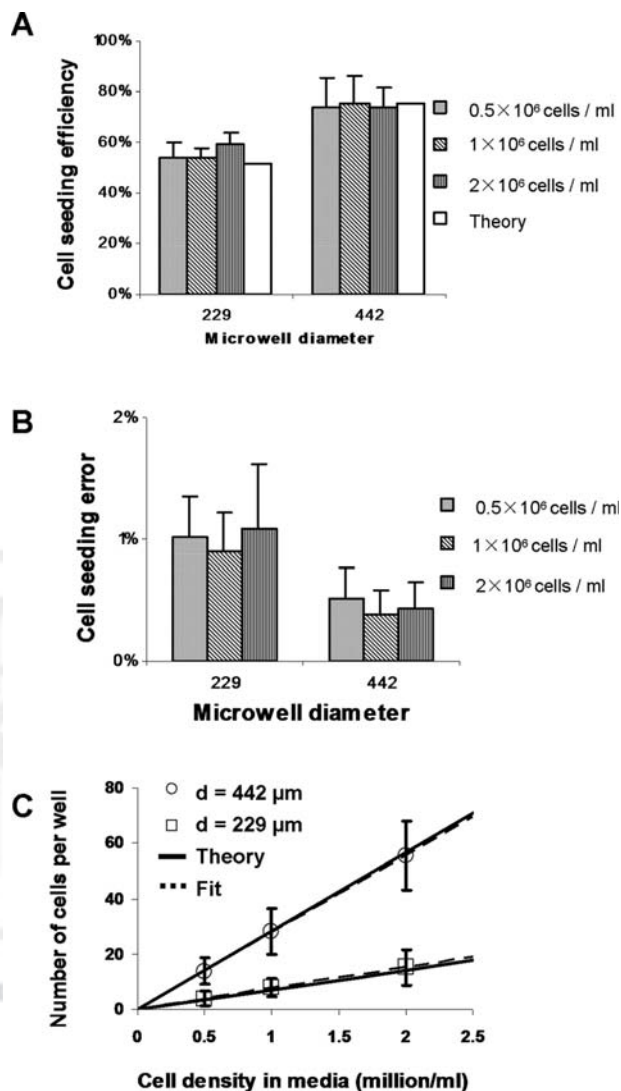 A
100%
80%
60%
40%
20%
0%
Cell seeding efficiency
229
442
Microwell diameter
0.5×10⁶ cells / ml
1×10⁶ cells / ml
2×10⁶ cells / ml
Theory
B
2%
1%
0%
Cell seeding error
229
442
Microwell diameter
0.5×10⁶ cells / ml
1×10⁶ cells / ml
2×10⁶ cells / ml
C
80
60
40
20
0
Number of cells per well
d = 442 µm
d = 229 µm
Theory
Fit
0
0.5
1
1.5
2
2.5
Cell density in media (million/ml)